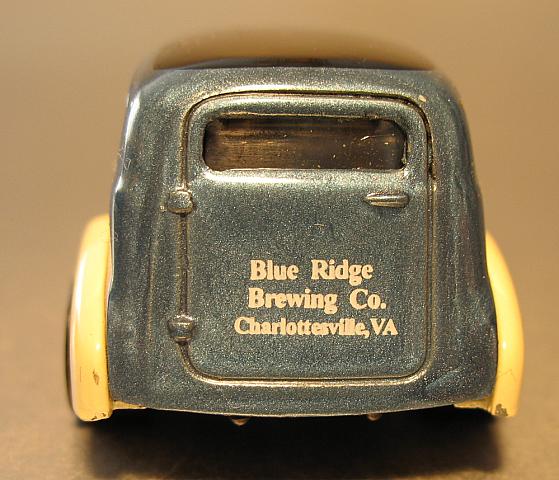 Blue Ridge
Brewing Co.
Charlottesville, VA